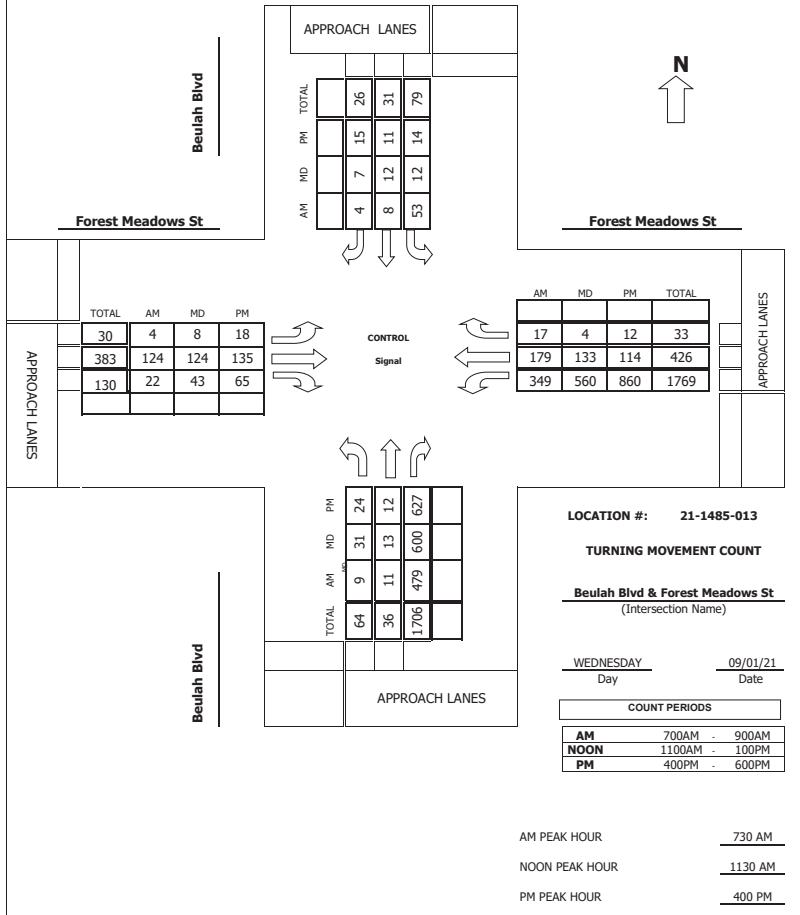 APPROACH LANES
N
Beulah Blvd
TOTAL 26 31 79
PM 15 11 14
MD 7 12 12
AM 4 8 53
Forest Meadows St
Forest Meadows St
TOTAL AM MD PM
30 4 8 18
383 124 124 135
130 22 43 65
APPROACH LANES
CONTROL
Signal
AM MD PM TOTAL
17 4 12 33
179 133 114 426
349 560 860 1769
APPROACH LANES
PM 24 12 627
MD 31 13 600
MD
AM 9 11 479
TOTAL 64 36 1706
APPROACH LANES
Beulah Blvd
LOCATION #: 21-1485-013
TURNING MOVEMENT COUNT
Beulah Blvd & Forest Meadows St
(Intersection Name)
WEDNESDAY 09/01/21
Day Date
COUNT PERIODS
AM 700AM - 900AM
NOON 1100AM - 100PM
PM 400PM - 600PM
AM PEAK HOUR 730 AM
NOON PEAK HOUR 1130 AM
PM PEAK HOUR 400 PM